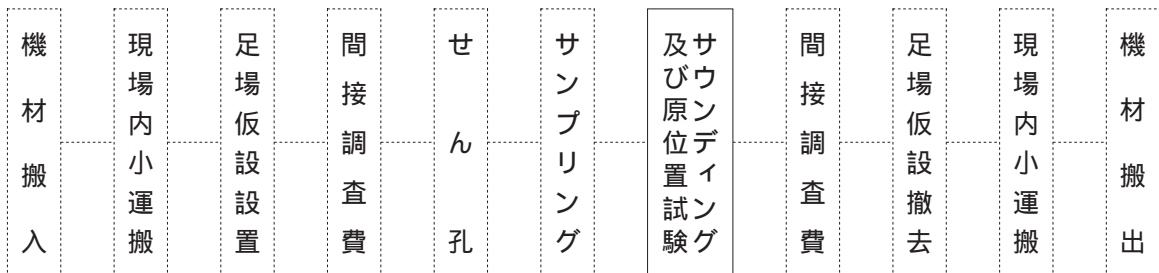 機材搬入
現場内小運搬
足場仮設設置
間接調査費
せん孔
サンプリング
サウンディング
及び原位置試験
間接調査費
足場仮設撤去
現場内小運搬
機材搬出